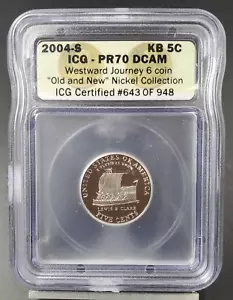 2004-S KB 5C
ICG - PR70 DCAM
Westward Journey 6 coin
"Old and New" Nickel Collection
ICG Certified #643 OF 948
UNITED STATES OF AMERICA
LEWIS & CLARK
FIVE CENTS